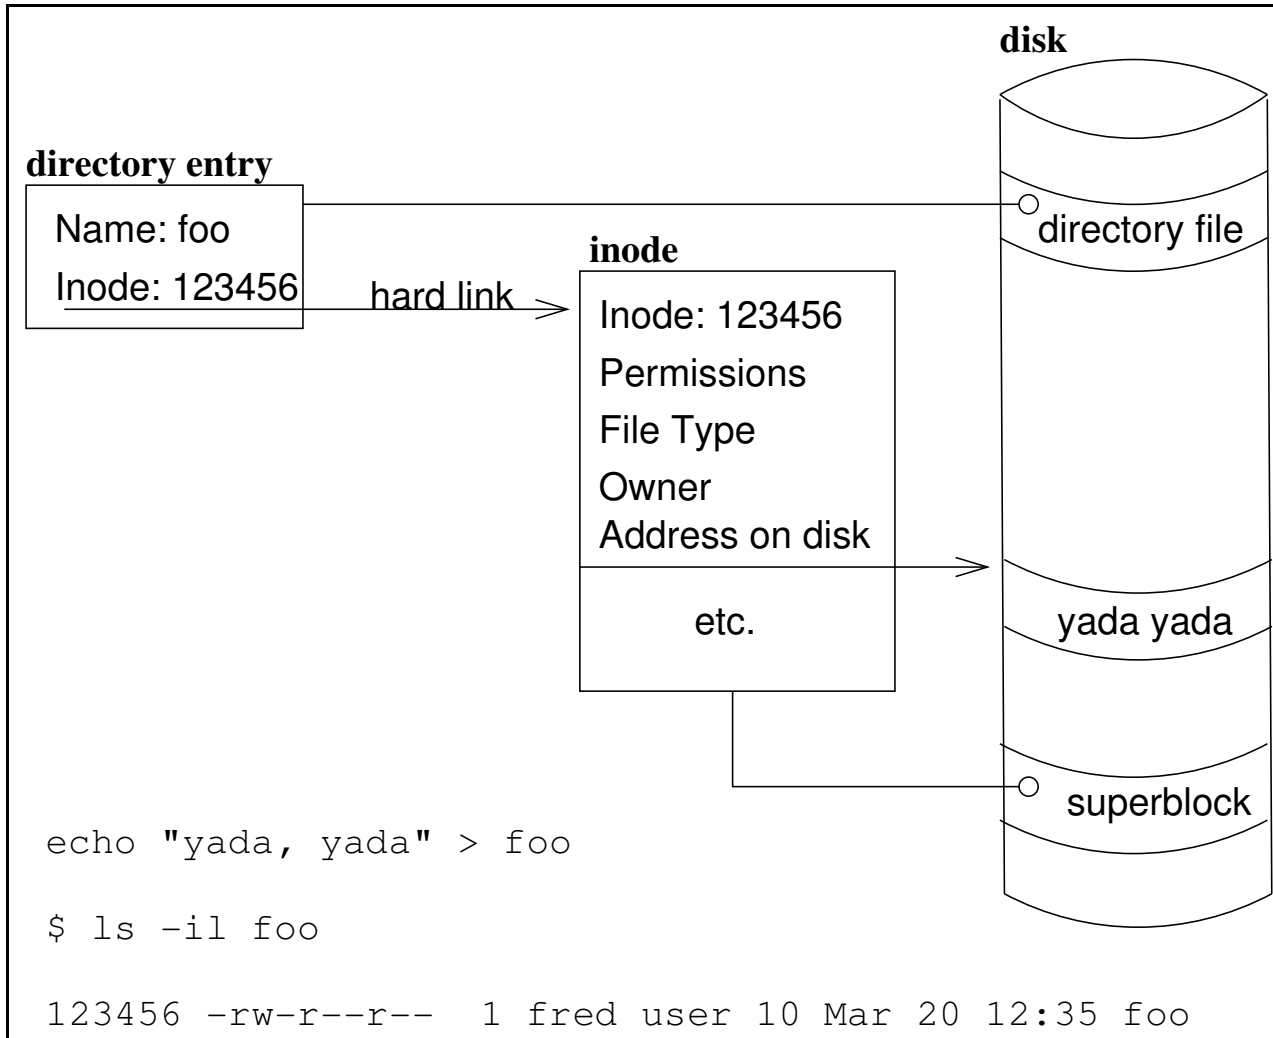 disk
directory entry
Name: foo
directory file
inode
Inode: 123456
hard link
Inode: 123456
Permissions
File Type
Owner
Address on disk
etc.
yada yada
superblock
echo "yada, yada" > foo
$ ls -il foo
123456 -rw-r--r-- 1 fred user 10 Mar 20 12:35 foo